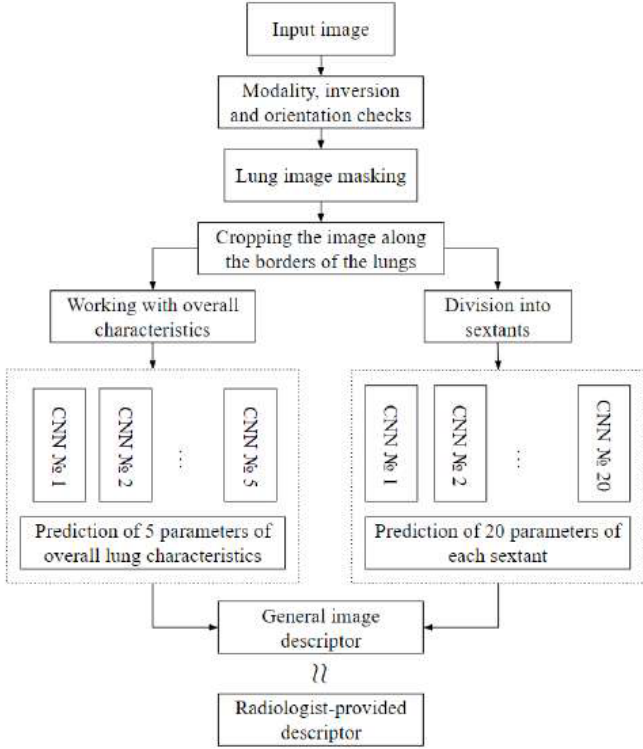 Input image
Modality, inversion
and orientation checks
Lung image masking
Cropping the image along
the borders of the lungs
Working with overall
characteristics
Division into
sextants
CNN № 1
CNN № 2
...
CNN № 5
Prediction of 5 parameters of
overall lung characteristics
CNN № 1
CNN № 2
...
CNN № 20
Prediction of 20 parameters of
each sextant
General image
descriptor
≀≀
Radiologist-provided
descriptor